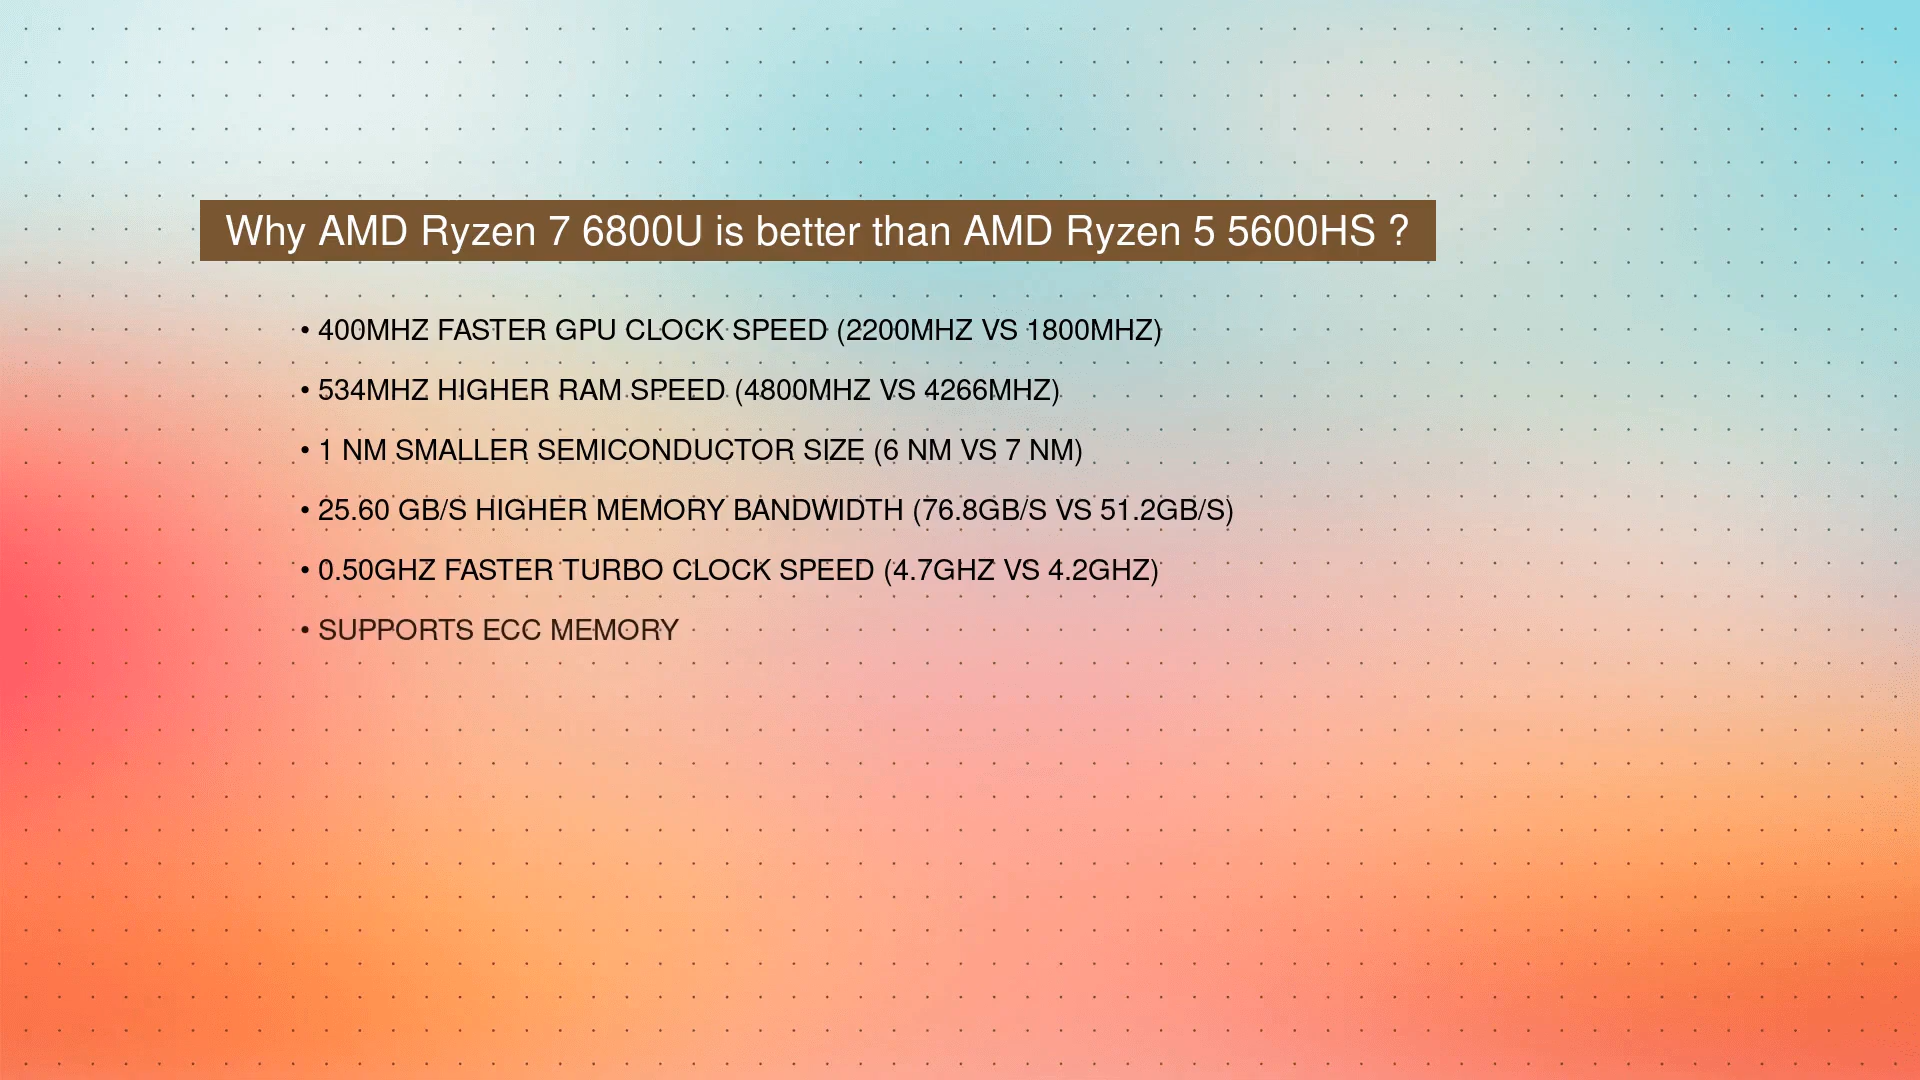 Why AMD Ryzen 7 6800U is better than AMD Ryzen 5 5600HS ?
• 400MHZ FASTER GPU CLOCK SPEED (2200MHZ VS 1800MHZ)
• 534MHZ HIGHER RAM SPEED (4800MHZ VS 4266MHZ)
• 1 NM SMALLER SEMICONDUCTOR SIZE (6 NM VS 7 NM)
• 25.60 GB/S HIGHER MEMORY BANDWIDTH (76.8GB/S VS 51.2GB/S)
• 0.50GHZ FASTER TURBO CLOCK SPEED (4.7GHZ VS 4.2GHZ)
• SUPPORTS ECC MEMORY